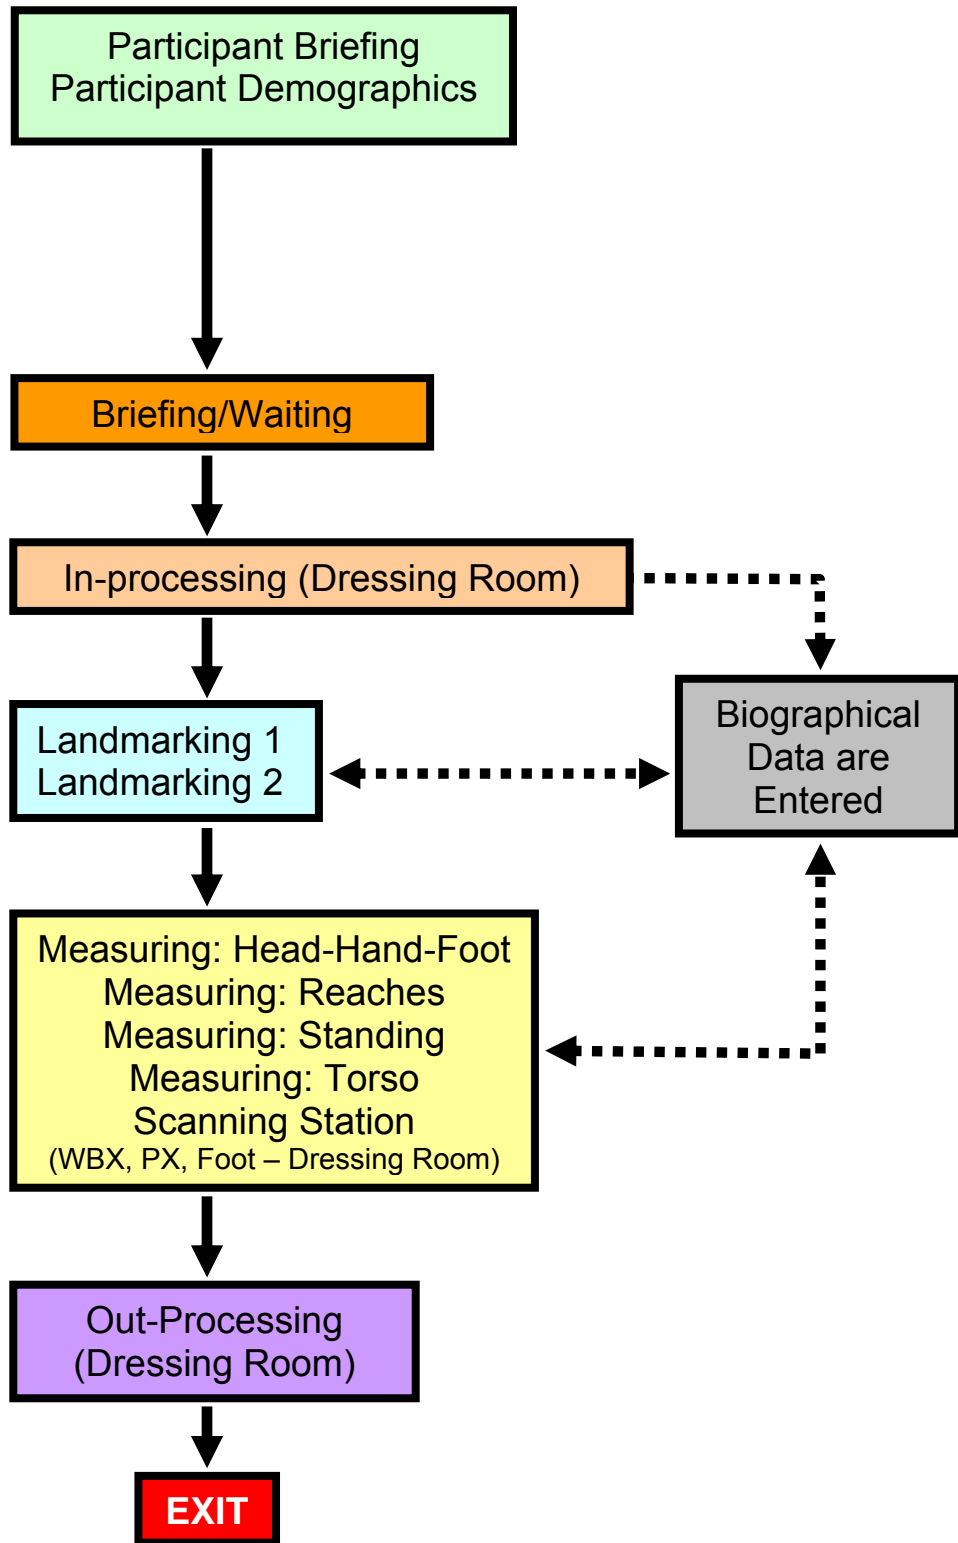 Participant Briefing
Participant Demographics
Briefing/Waiting
In-processing (Dressing Room)
Landmarking 1
Landmarking 2
Biographical
Data are
Entered
Measuring: Head-Hand-Foot
Measuring: Reaches
Measuring: Standing
Measuring: Torso
Scanning Station
(WBX, PX, Foot – Dressing Room)
Out-Processing
(Dressing Room)
EXIT